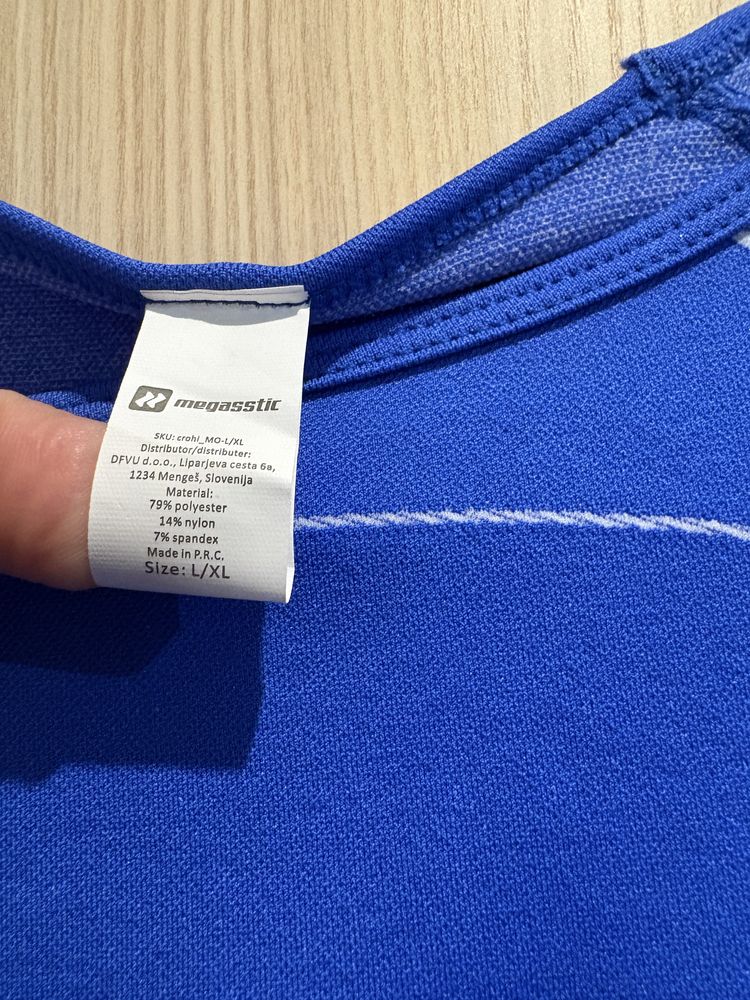 megasstic
SKU: crohi_MO-L/XL
Distributor/distributer:
DFVU d.o.o., Liparjeva cesta 6a,
1234 Mengeš, Slovenija
Material:
79% polyester
14% nylon
7% spandex
Made in P.R.C.
Size: L/XL